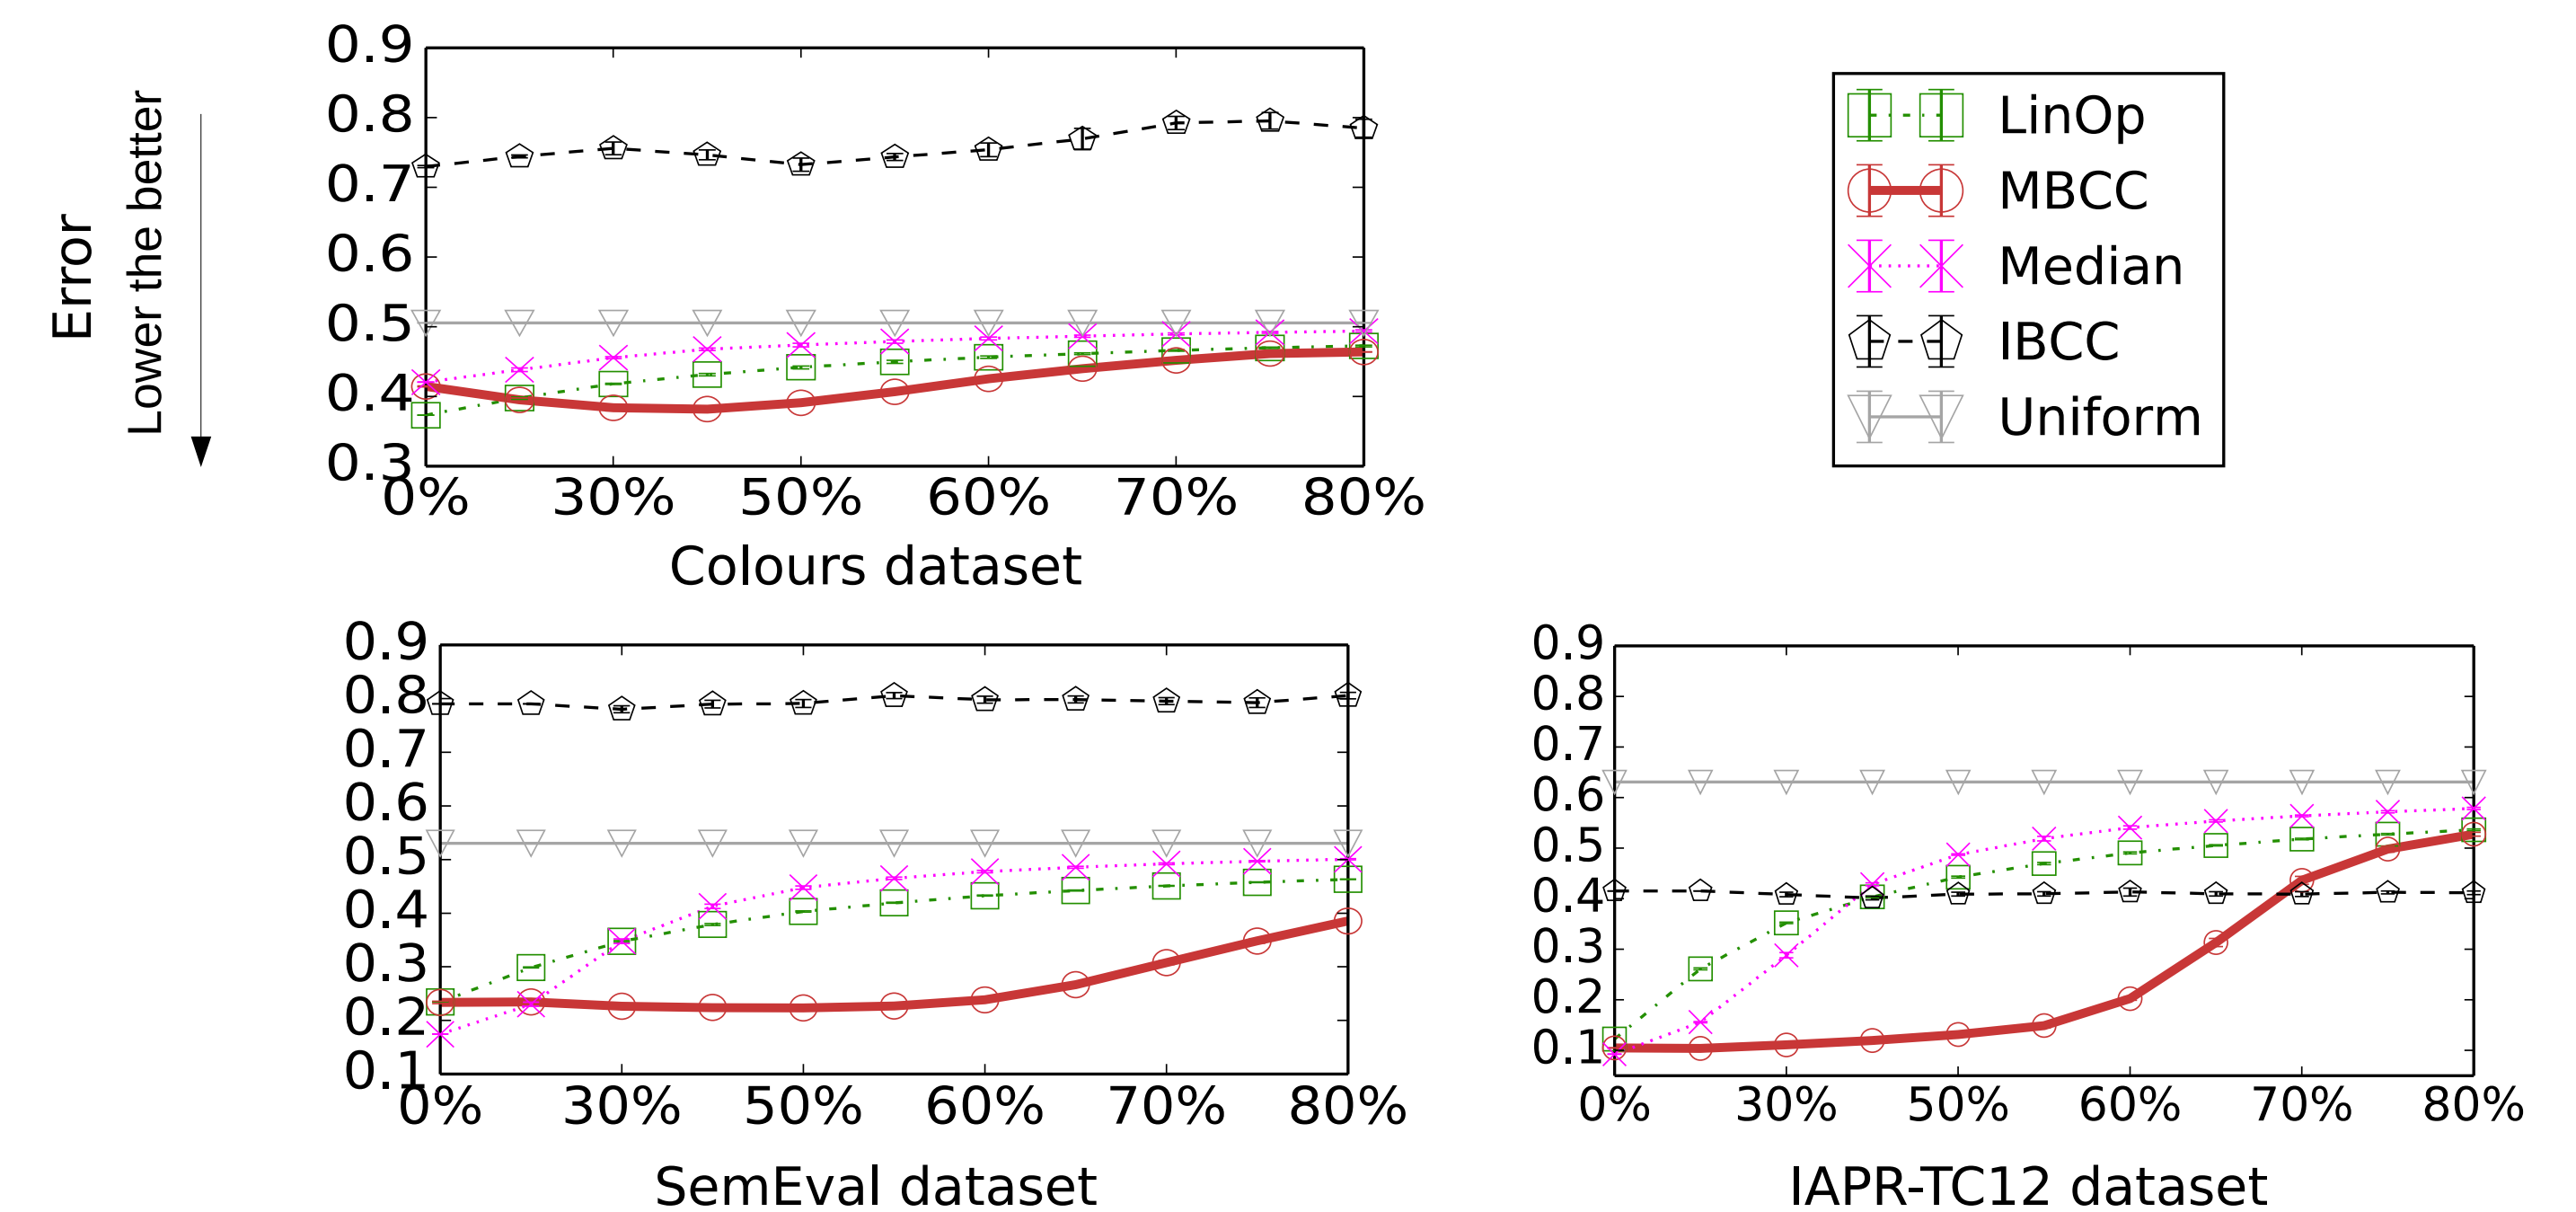 Error
Lower the better
0.9
0.8
0.7
0.6
0.5
0.4
0.3
0% 30% 50% 60% 70% 80%
Colours dataset
LinOp
MBCC
Median
IBCC
Uniform
0.9
0.8
0.7
0.6
0.5
0.4
0.3
0.2
0.1
0% 30% 50% 60% 70% 80%
SemEval dataset
0.9
0.8
0.7
0.6
0.5
0.4
0.3
0.2
0.1
0% 30% 50% 60% 70% 80%
IAPR-TC12 dataset